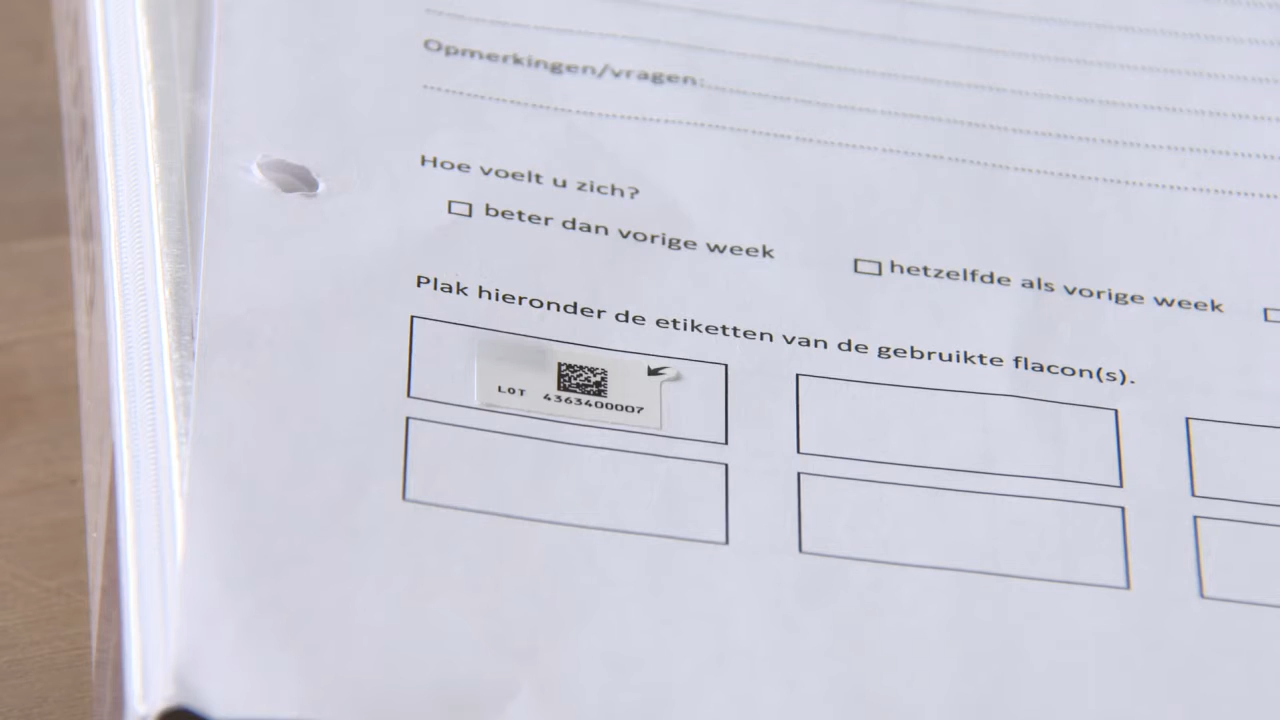 Opmerkingen/vragen:
Hoe voelt u zich?
beter dan vorige week
hetzelfde als vorige week
Plak hieronder de etiketten van de gebruikte flacon(s).
LOT 4363400007